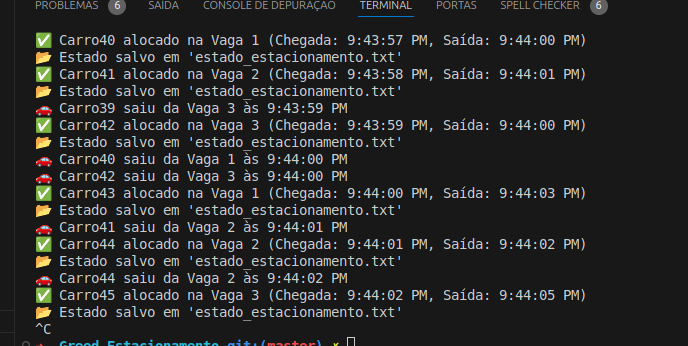 PROBLEMAS 6 SAÍDA CONSOLE DE DEPURAÇÃO TERMINAL PORTAS SPELL CHECKER 6
✅ Carro40 alocado na Vaga 1 (Chegada: 9:43:57 PM, Saída: 9:44:00 PM)
📂 Estado salvo em 'estado_estacionamento.txt'
✅ Carro41 alocado na Vaga 2 (Chegada: 9:43:58 PM, Saída: 9:44:01 PM)
📂 Estado salvo em 'estado_estacionamento.txt'
🚗 Carro39 saiu da Vaga 3 às 9:43:59 PM
✅ Carro42 alocado na Vaga 3 (Chegada: 9:43:59 PM, Saída: 9:44:00 PM)
📂 Estado salvo em 'estado_estacionamento.txt'
🚗 Carro40 saiu da Vaga 1 às 9:44:00 PM
🚗 Carro42 saiu da Vaga 3 às 9:44:00 PM
✅ Carro43 alocado na Vaga 1 (Chegada: 9:44:00 PM, Saída: 9:44:03 PM)
📂 Estado salvo em 'estado_estacionamento.txt'
🚗 Carro41 saiu da Vaga 2 às 9:44:01 PM
✅ Carro44 alocado na Vaga 2 (Chegada: 9:44:01 PM, Saída: 9:44:02 PM)
📂 Estado salvo em 'estado_estacionamento.txt'
🚗 Carro44 saiu da Vaga 2 às 9:44:02 PM
✅ Carro45 alocado na Vaga 3 (Chegada: 9:44:02 PM, Saída: 9:44:05 PM)
📂 Estado salvo em 'estado_estacionamento.txt'
^C
Greed_Estacionamento git:(master) ✗